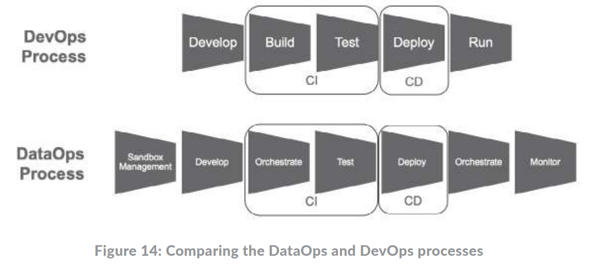 DevOps
Process
Develop
Build
Test
Deploy
Run
CI
CD
DataOps
Process
Sandbox
Management
Develop
Orchestrate
Test
Deploy
Orchestrate
Monitor
CI
CD
Figure 14: Comparing the DataOps and DevOps processes